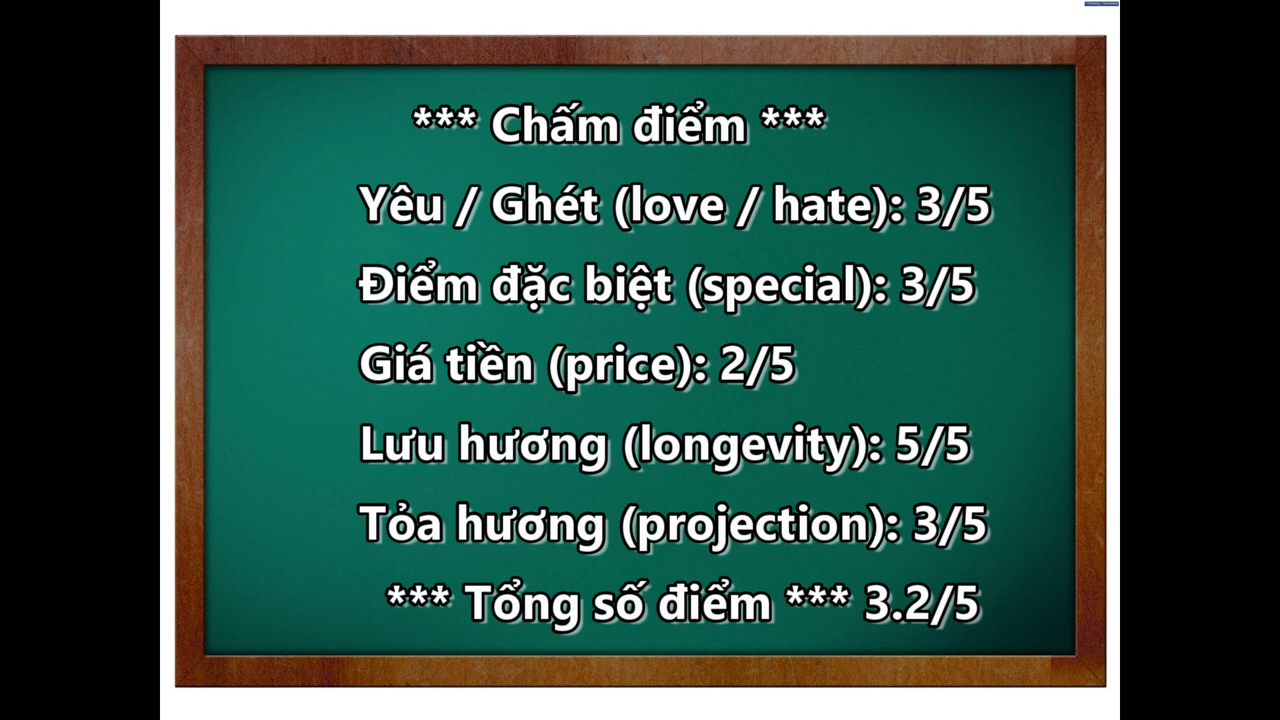 *** Chấm điểm ***
Yêu / Ghét (love / hate): 3/5
Điểm đặc biệt (special): 3/5
Giá tiền (price): 2/5
Lưu hương (longevity): 5/5
Tỏa hương (projection): 3/5
*** Tổng số điểm *** 3.2/5